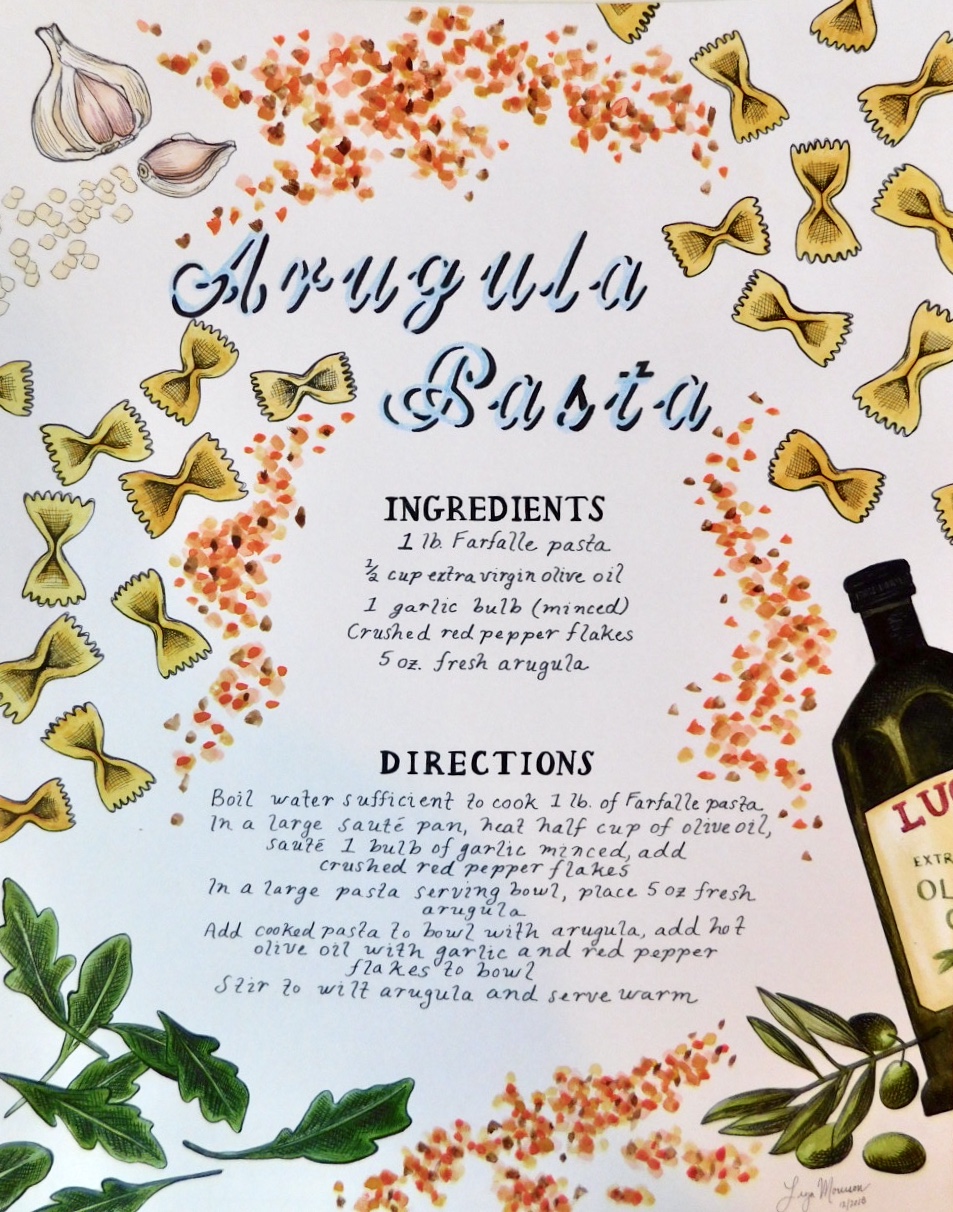 Arugula
Pasta
INGREDIENTS
1 lb. Farfalle pasta
½ cup extra virgin olive oil
1 garlic bulb (minced)
Crushed red pepper flakes
5 oz. fresh arugula
DIRECTIONS
Boil water sufficient to cook 1 lb. of Farfalle pasta.
In a large sauté pan, heat half cup of olive oil,
sauté 1 bulb of garlic minced, add
crushed red pepper flakes
In a large pasta serving bowl, place 5 oz fresh
arugula
Add cooked pasta to bowl with arugula, add hot
olive oil with garlic and red pepper
flakes to bowl
Stir to wilt arugula and serve warm
LUC
EXTR
OL